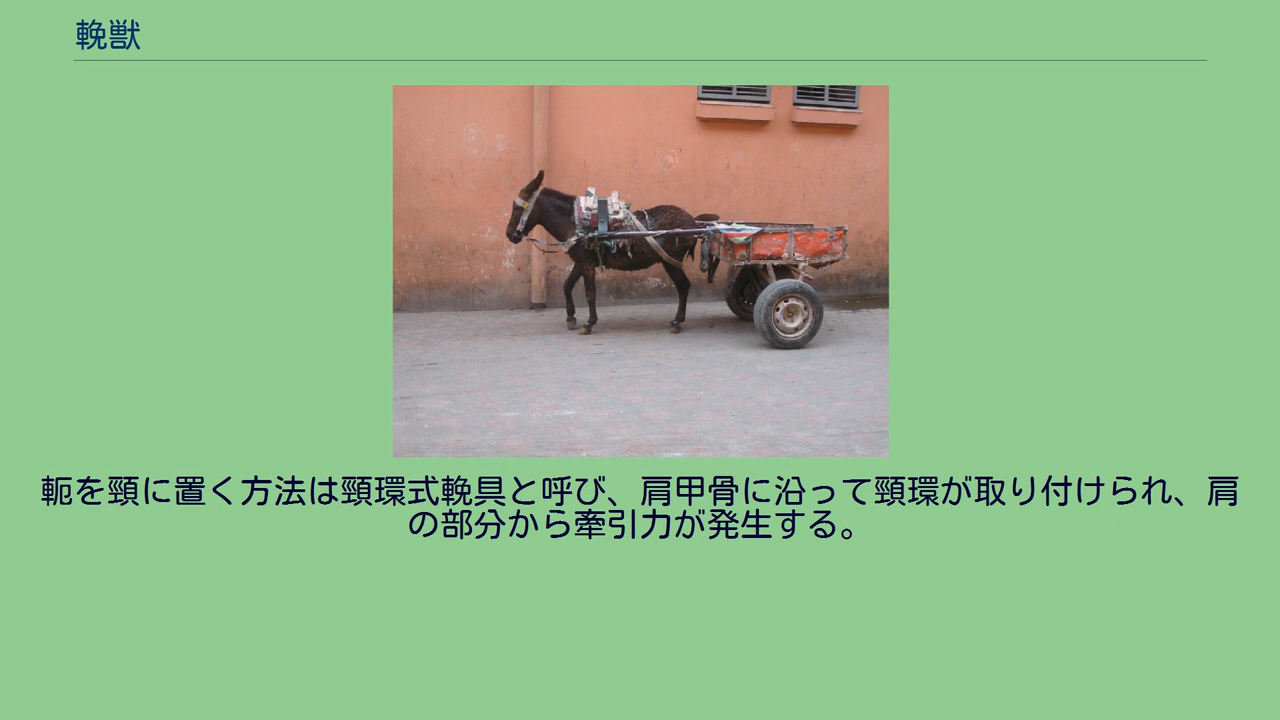 輓獣
軛を頸に置く方法は頸環式輓具と呼び、肩甲骨に沿って頸環が取り付けられ、肩
の部分から牽引力が発生する。